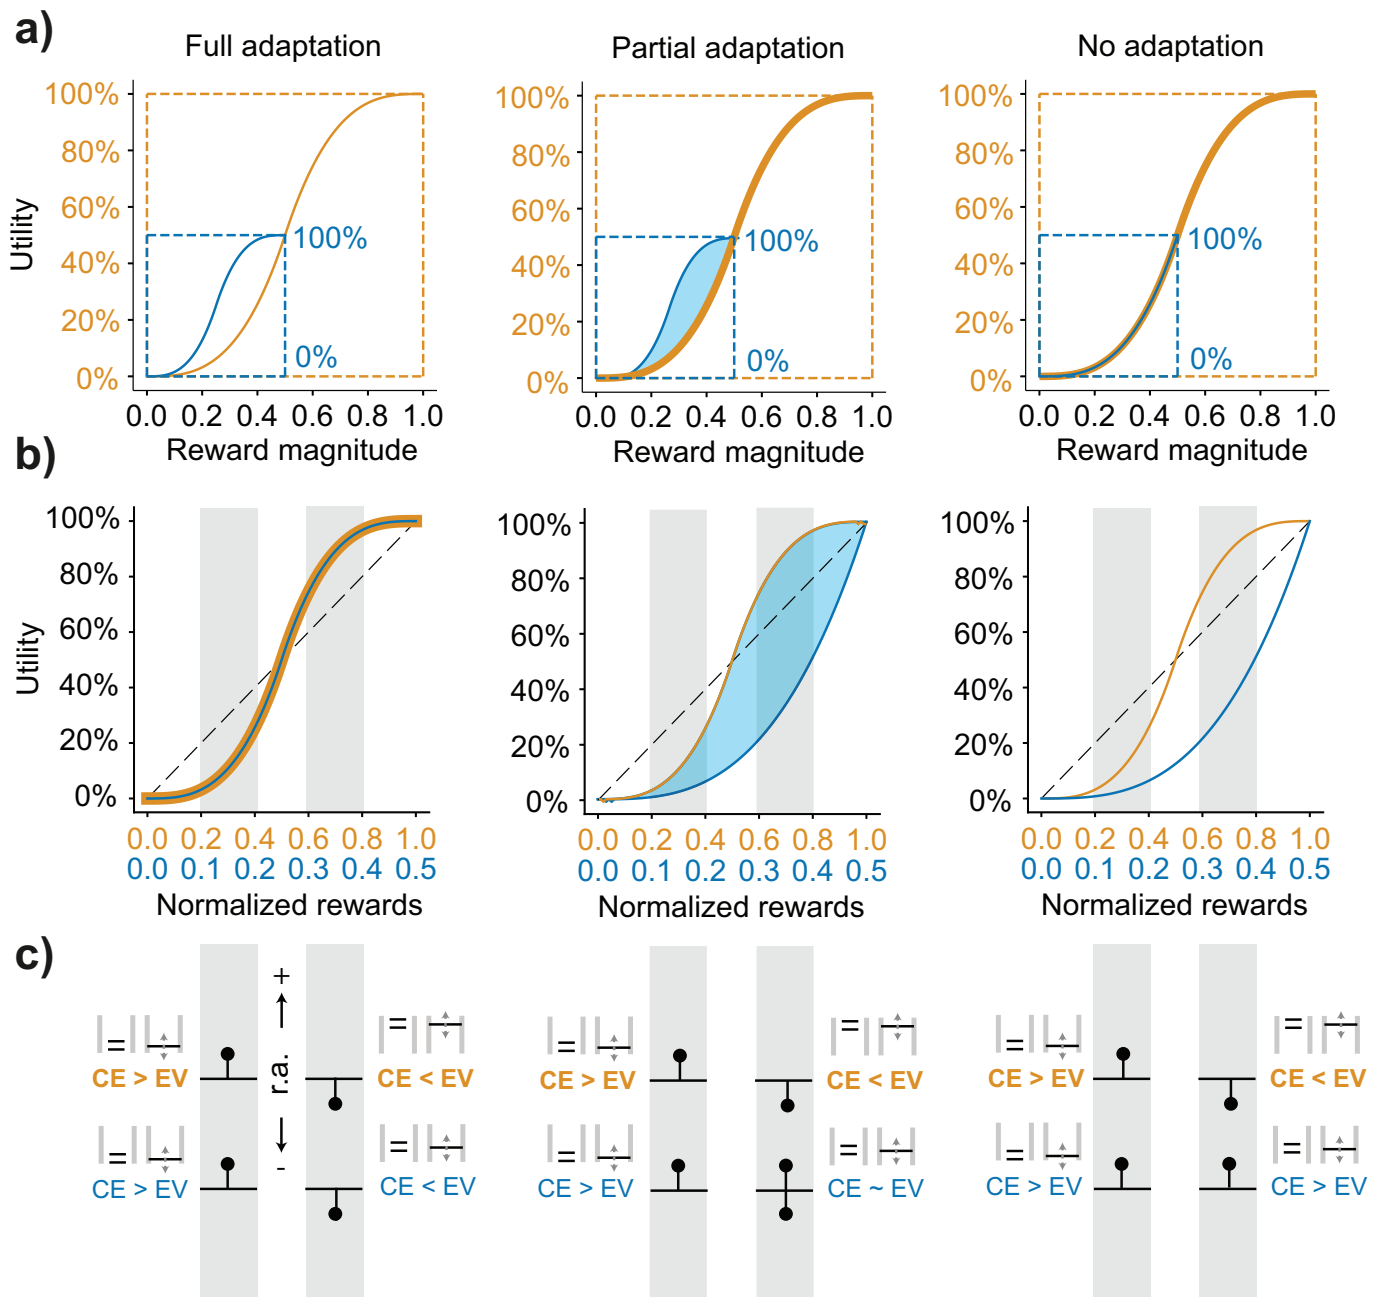 a)
Full adaptation
Partial adaptation
No adaptation
Utility
100%
80%
60%
40%
20%
0%
100%
0%
0.0 0.2 0.4 0.6 0.8 1.0
Reward magnitude
100%
80%
60%
40%
20%
0%
100%
0%
0.0 0.2 0.4 0.6 0.8 1.0
Reward magnitude
100%
80%
60%
40%
20%
0%
100%
0%
0.0 0.2 0.4 0.6 0.8 1.0
Reward magnitude
b)
Utility
100%
80%
60%
40%
20%
0%
0.0 0.2 0.4 0.6 0.8 1.0
0.0 0.1 0.2 0.3 0.4 0.5
Normalized rewards
100%
80%
60%
40%
20%
0%
0.0 0.2 0.4 0.6 0.8 1.0
0.0 0.1 0.2 0.3 0.4 0.5
Normalized rewards
100%
80%
60%
40%
20%
0%
0.0 0.2 0.4 0.6 0.8 1.0
0.0 0.1 0.2 0.3 0.4 0.5
Normalized rewards
c)
+
r.a.
-
=
CE > EV
=
CE < EV
=
CE > EV
=
CE < EV
=
CE > EV
=
CE < EV
=
CE > EV
=
CE ~ EV
=
CE > EV
=
CE < EV
=
CE > EV
=
CE > EV